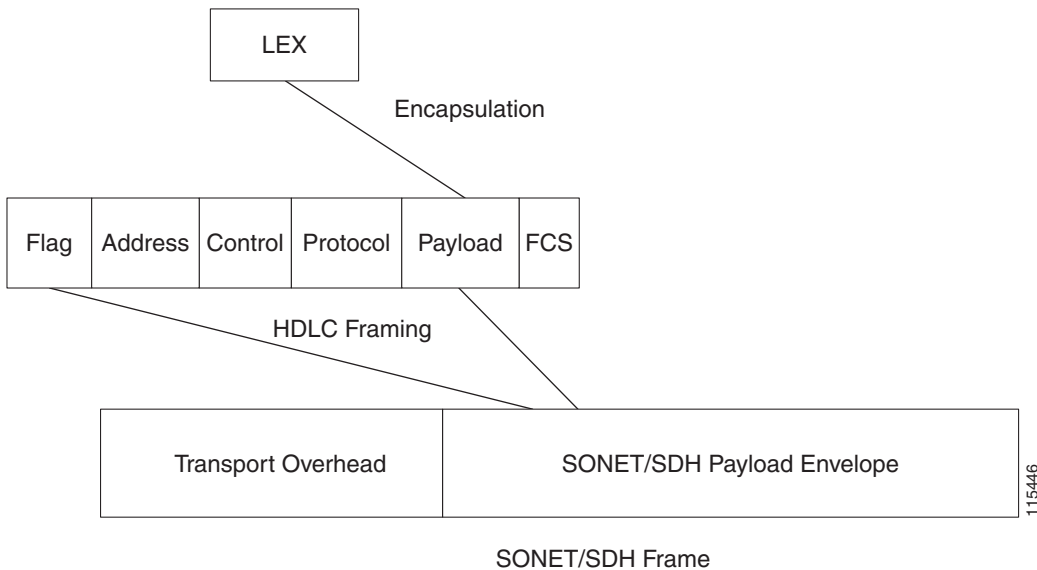 LEX
Encapsulation
Flag Address Control Protocol Payload FCS
HDLC Framing
Transport Overhead SONET/SDH Payload Envelope
115446
SONET/SDH Frame